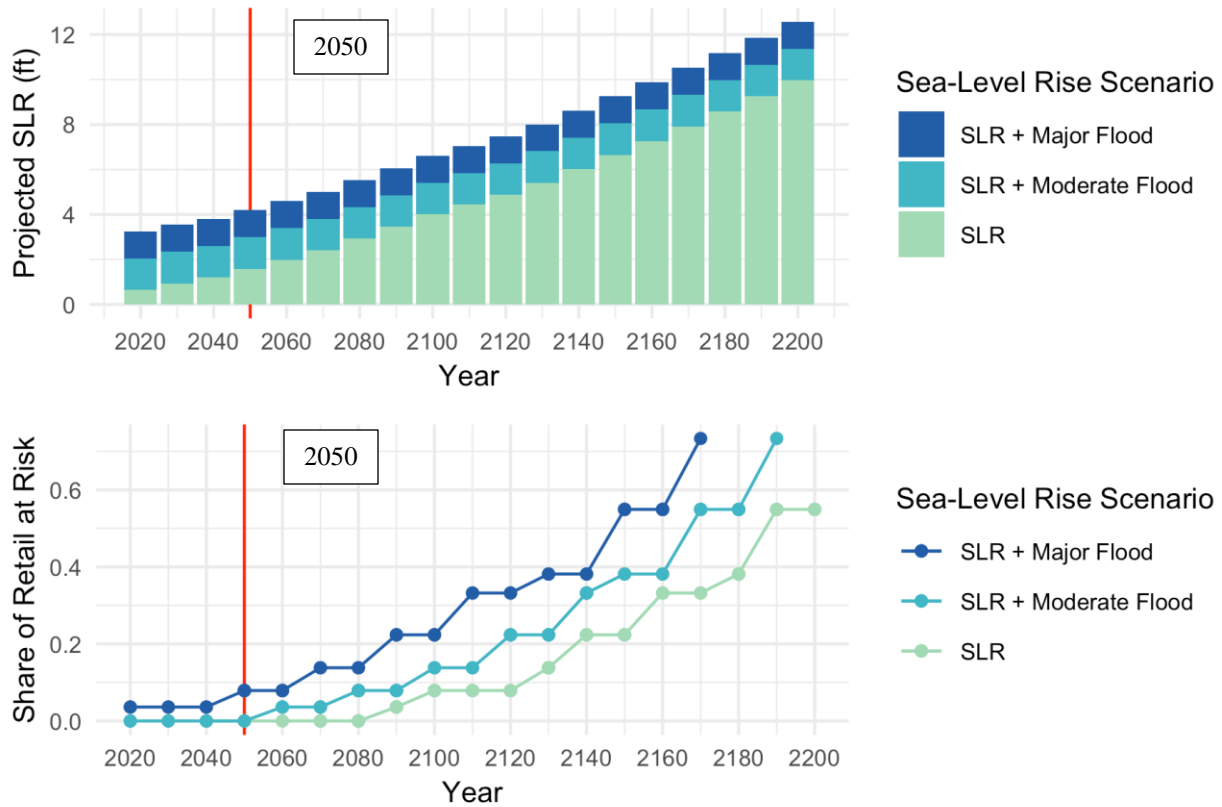 12
8
4
0
Projected SLR (ft)
2050
2020 2040 2060 2080 2100 2120 2140 2160 2180 2200
Year
Sea-Level Rise Scenario
SLR + Major Flood
SLR + Moderate Flood
SLR
0.6
0.4
0.2
0.0
Share of Retail at Risk
2050
2020 2040 2060 2080 2100 2120 2140 2160 2180 2200
Year
Sea-Level Rise Scenario
SLR + Major Flood
SLR + Moderate Flood
SLR